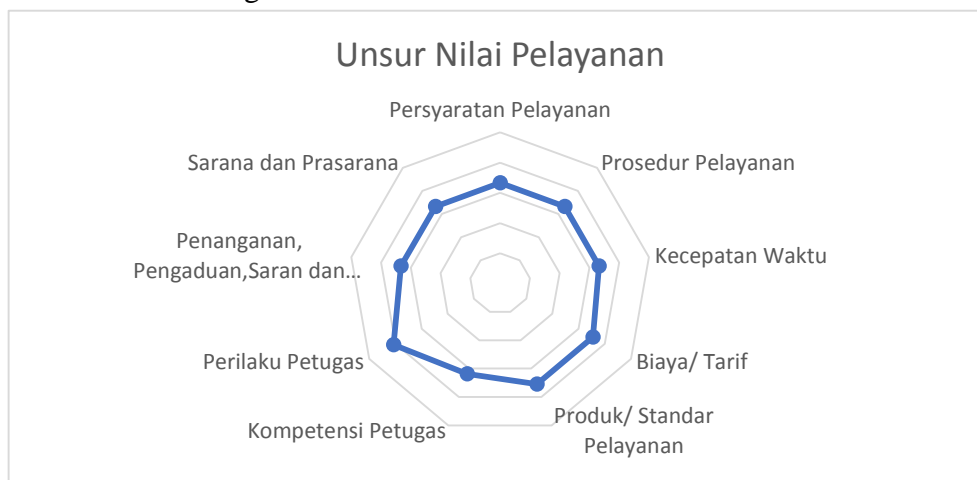 Unsur Nilai Pelayanan
Persyaratan Pelayanan
Prosedur Pelayanan
Kecepatan Waktu
Biaya/ Tarif
Produk/ Standar
Pelayanan
Kompetensi Petugas
Perilaku Petugas
Penanganan,
Pengaduan,Saran dan…
Sarana dan Prasarana